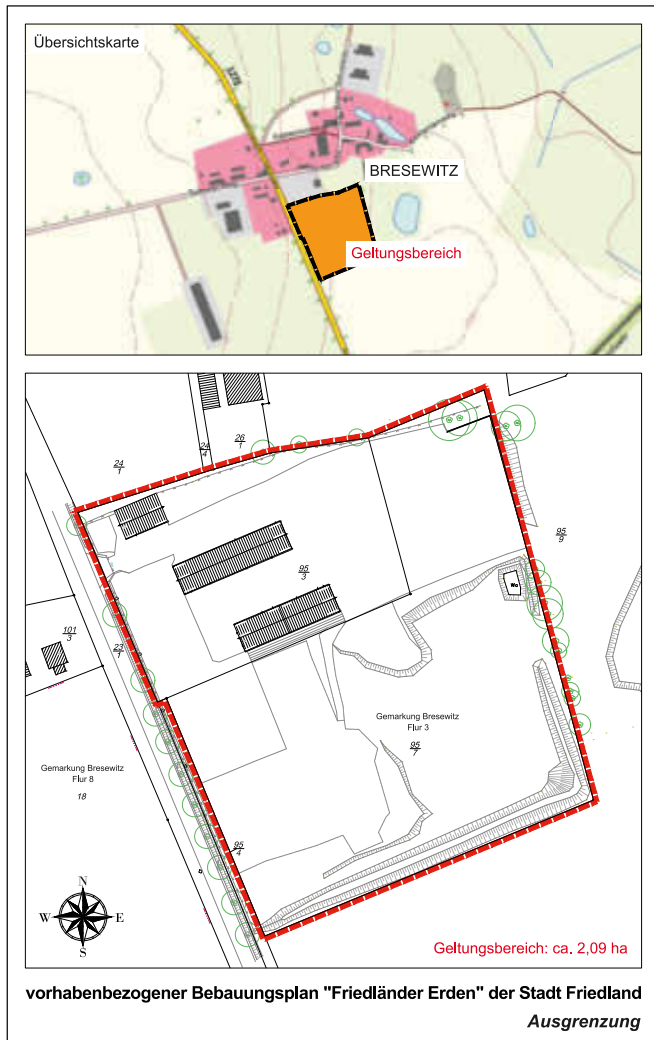 Übersichtskarte
1775
BRESEWITZ
Geltungsbereich
24
1
24
4
26
1
95
9
95
3
101
3
23
1
Wa
Gemarkung Bresewitz
Flur 3
95
7
Gemarkung Bresewitz
Flur 8
18
95
4
N
W E
S
Geltungsbereich: ca. 2,09 ha
vorhabenbezogener Bebauungsplan "Friedländer Erden" der Stadt Friedland
Ausgrenzung